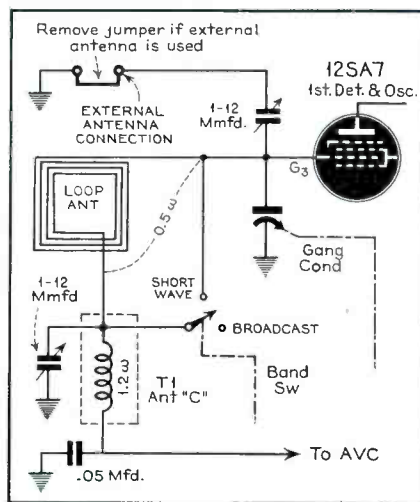 Remove jumper if external
antenna is used
EXTERNAL
ANTENNA
CONNECTION
1-12
Mmfd.
12SA7
1st. Det. & Osc.
G3
LOOP
ANT
0.5 ω
Gang
Cond
1-12
Mmfd
SHORT
WAVE
BROADCAST
1.2 ω
T1
Ant "C"
Band
Sw
.05 Mfd.
To AVC